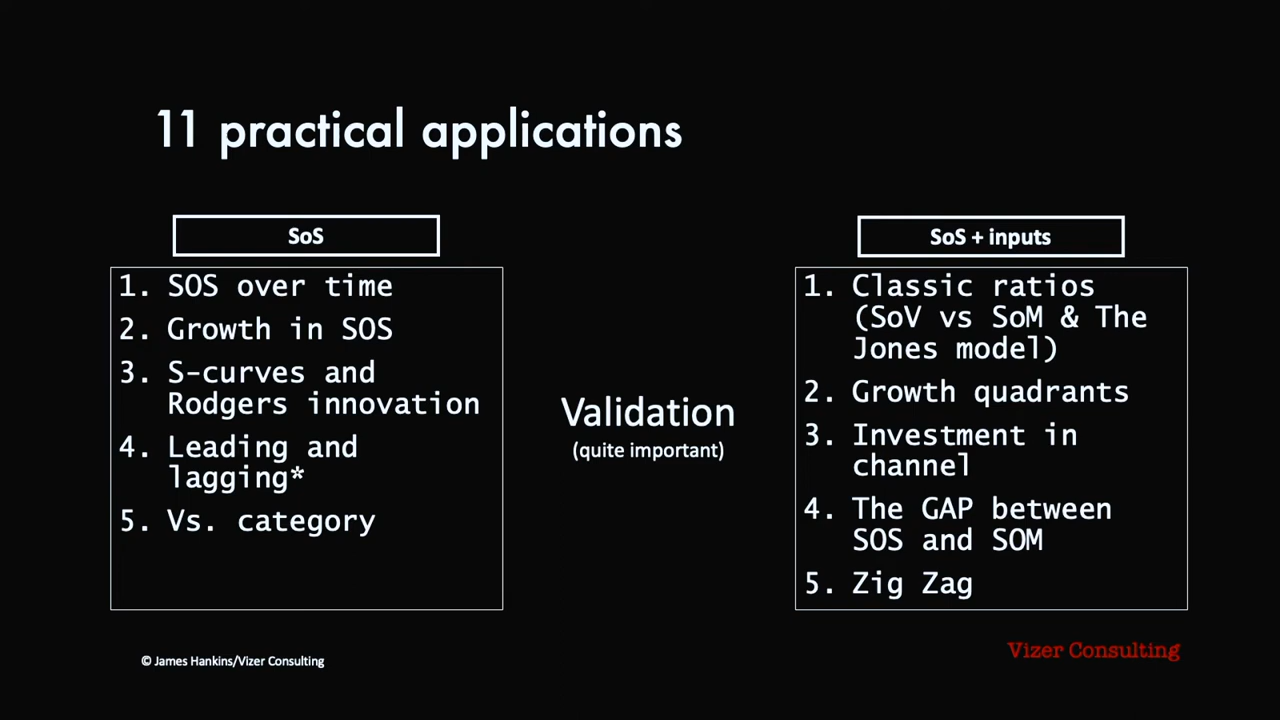 11 practical applications
SoS
1. SOS over time
2. Growth in SOS
3. S-curves and
Rodgers innovation
4. Leading and
lagging*
5. Vs. category
Validation
(quite important)
SoS + inputs
1. Classic ratios
(SoV vs SoM & The
Jones model)
2. Growth quadrants
3. Investment in
channel
4. The GAP between
SOS and SOM
5. Zig Zag
© James Hankins/Vizer Consulting
Vizer Consulting